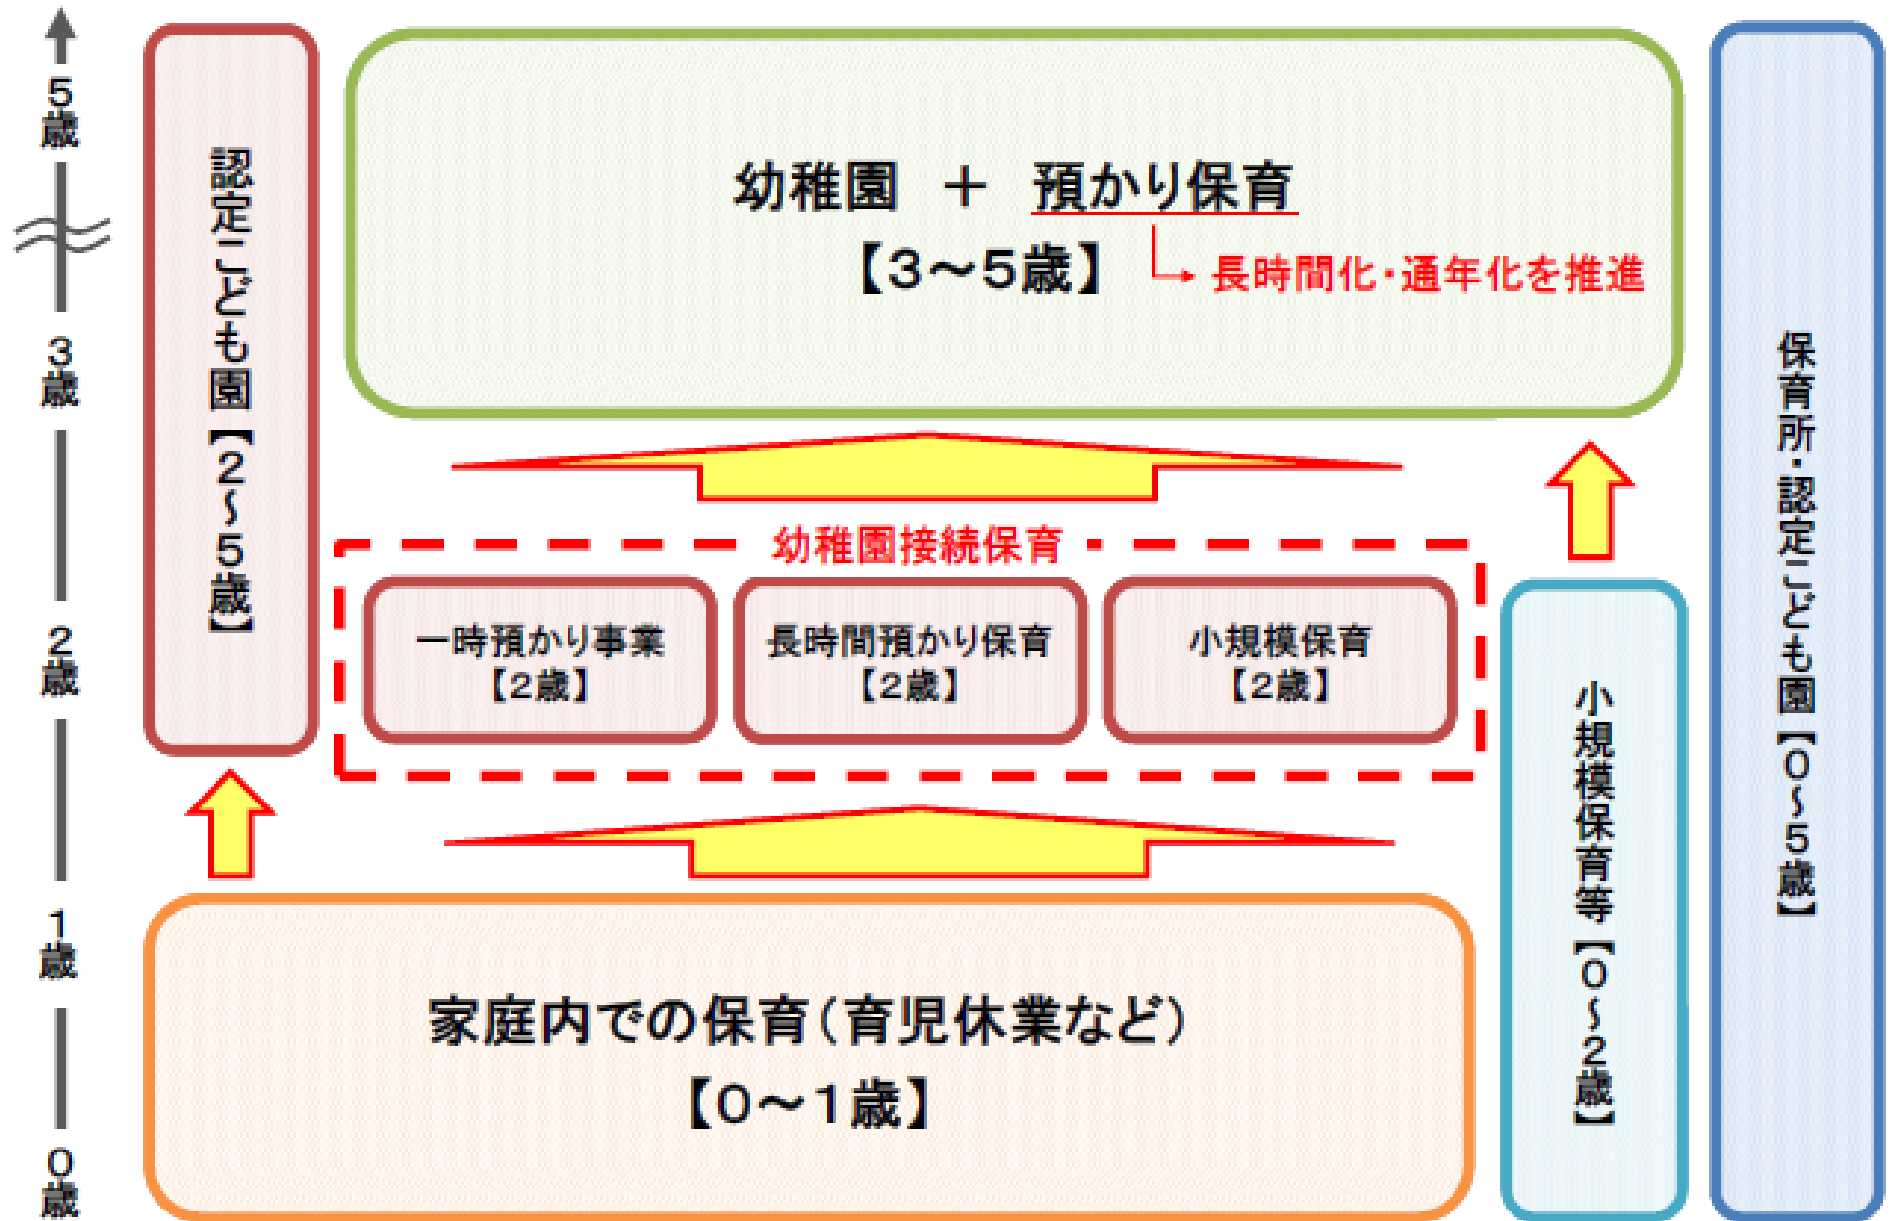 5歳
3歳
2歳
1歳
0歳
認定こども園【2～5歳】
幼稚園 ＋ 預かり保育
【3～5歳】
長時間化・通年化を推進
幼稚園接続保育
一時預かり事業
【2歳】
長時間預かり保育
【2歳】
小規模保育
【2歳】
家庭内での保育（育児休業など）
【0～1歳】
小規模保育等【0～2歳】
保育所・認定こども園【0～5歳】